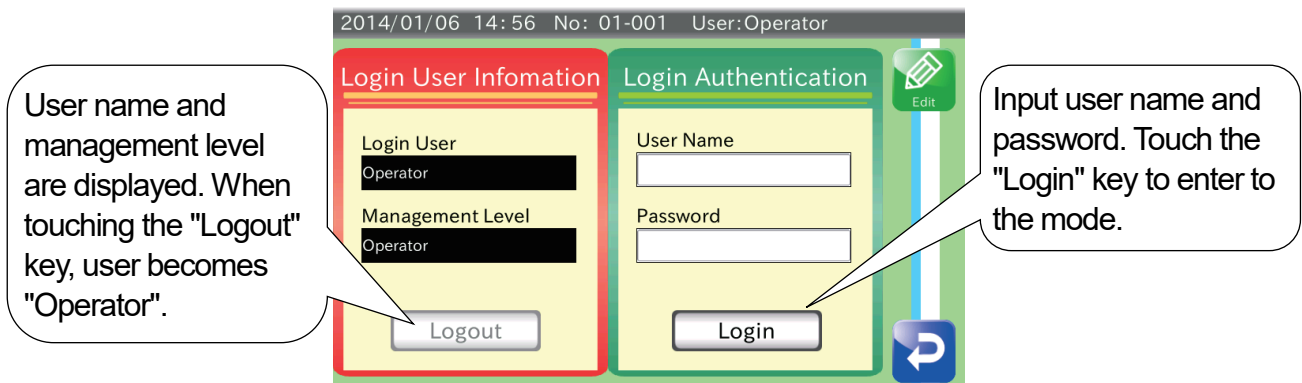 2014/01/06 14:56 No: 01-001 User:Operator
User name and
management level
are displayed. When
touching the "Logout"
key, user becomes
"Operator".
Login User Infomation
Login User
Operator
Management Level
Operator
Logout
Login Authentication
User Name
Password
Login
Edit
Input user name and
password. Touch the
"Login" key to enter to
the mode.